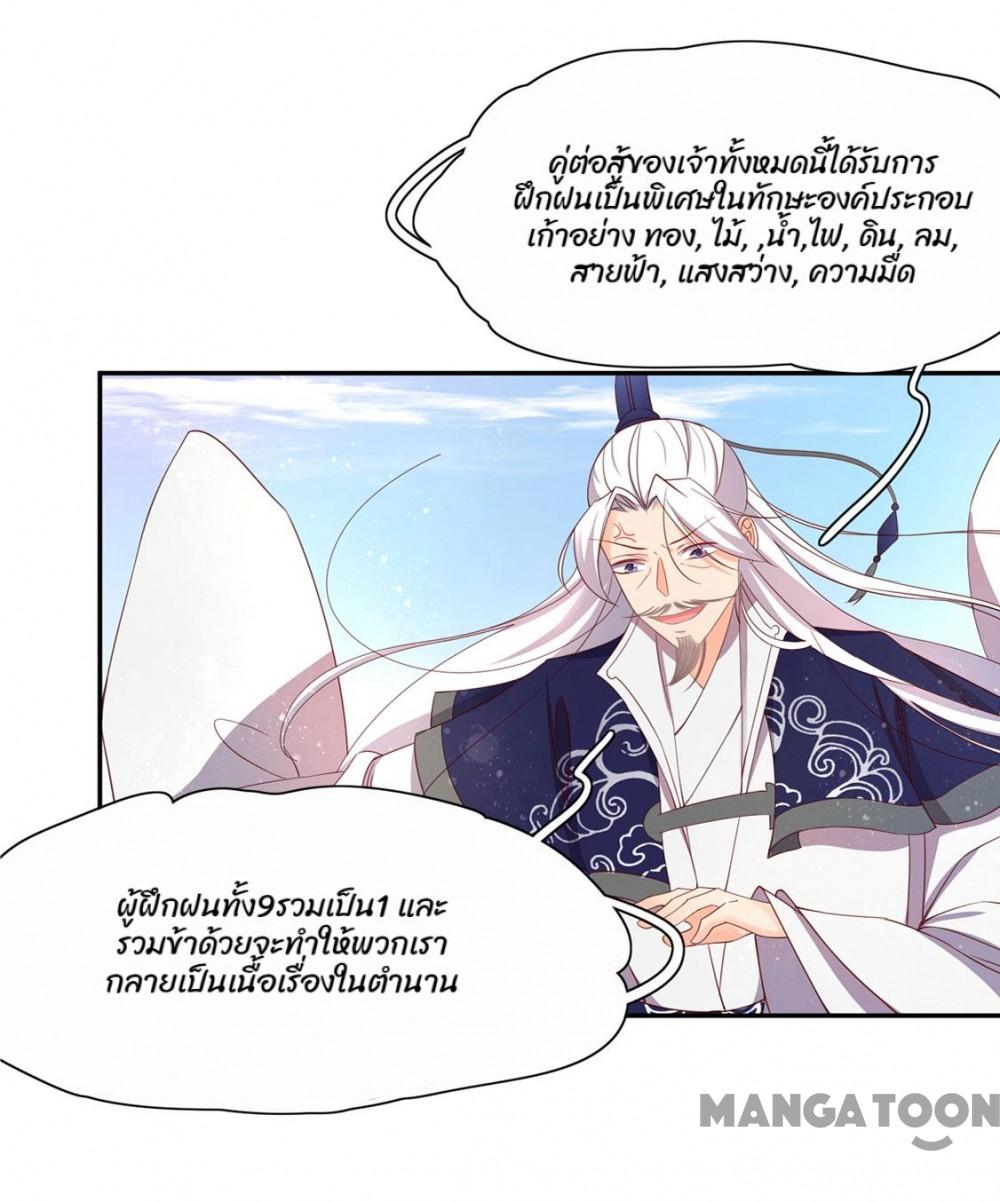 คู่ต่อสู้ของเจ้าทั้งหมดนี้ได้รับการ
ฝึกฝนเป็นพิเศษในทักษะองค์ประกอบ
เก้าอย่าง ทอง, ไม้, ,น้ำ,ไฟ, ดิน, ลม,
สายฟ้า, แสงสว่าง, ความมืด
ผู้ฝึกฝนทั้ง9รวมเป็น1 และ
รวมข้าด้วยจะทำให้พวกเรา
กลายเป็นเนื้อเรื่องในตำนาน
MANGATOON